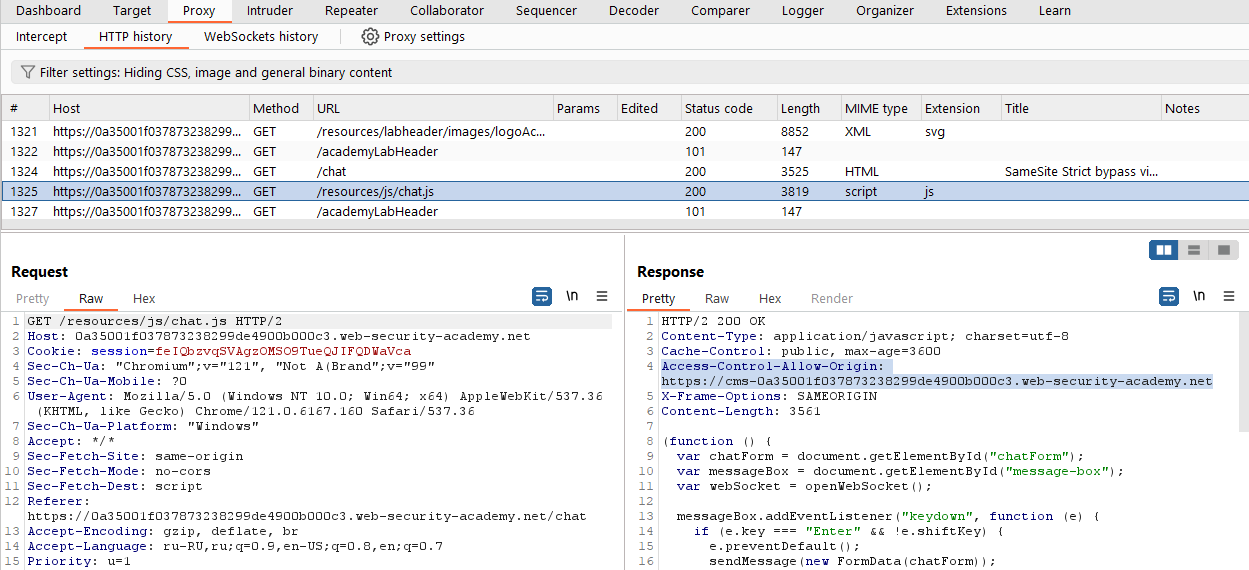 Dashboard Target Proxy Intruder Repeater Collaborator Sequencer Decoder Comparer Logger Organizer Extensions Learn
Intercept HTTP history WebSockets history Proxy settings
Filter settings: Hiding CSS, image and general binary content
# Host Method URL Params Edited Status code Length MIME type Extension Title Notes
1321 https://0a35001f037873238299... GET /resources/labheader/images/logoAc... 200 8852 XML svg
1322 https://0a35001f037873238299... GET /academyLabHeader 101 147
1324 https://0a35001f037873238299... GET /chat 200 3525 HTML SameSite Strict bypass vi...
1325 https://0a35001f037873238299... GET /resources/js/chat.js 200 3819 script js
1327 https://0a35001f037873238299... GET /academyLabHeader 101 147
Request
Pretty Raw Hex \n
1 GET /resources/js/chat.js HTTP/2
2 Host: 0a35001f037873238299de4900b000c3.web-security-academy.net
3 Cookie: session=feIQbzvqSVAgzOMSO9TueQJIFQDWaVca
4 Sec-Ch-Ua: "Chromium";v="121", "Not A(Brand";v="99"
5 Sec-Ch-Ua-Mobile: ?0
6 User-Agent: Mozilla/5.0 (Windows NT 10.0; Win64; x64) AppleWebKit/537.36
(KHTML, like Gecko) Chrome/121.0.6167.160 Safari/537.36
7 Sec-Ch-Ua-Platform: "Windows"
8 Accept: */*
9 Sec-Fetch-Site: same-origin
10 Sec-Fetch-Mode: no-cors
11 Sec-Fetch-Dest: script
12 Referer:
https://0a35001f037873238299de4900b000c3.web-security-academy.net/chat
13 Accept-Encoding: gzip, deflate, br
14 Accept-Language: ru-RU,ru;q=0.9,en-US;q=0.8,en;q=0.7
15 Priority: u=1
Response
Pretty Raw Hex Render \n
1 HTTP/2 200 OK
2 Content-Type: application/javascript; charset=utf-8
3 Cache-Control: public, max-age=3600
4 Access-Control-Allow-Origin:
https://cms-0a35001f037873238299de4900b000c3.web-security-academy.net
5 X-Frame-Options: SAMEORIGIN
6 Content-Length: 3561
7
8 (function () {
9 var chatForm = document.getElementById("chatForm");
10 var messageBox = document.getElementById("message-box");
11 var webSocket = openWebSocket();
12
13 messageBox.addEventListener("keydown", function (e) {
14 if (e.key === "Enter" && !e.shiftKey) {
15 e.preventDefault();
16 sendMessage(new FormData(chatForm));